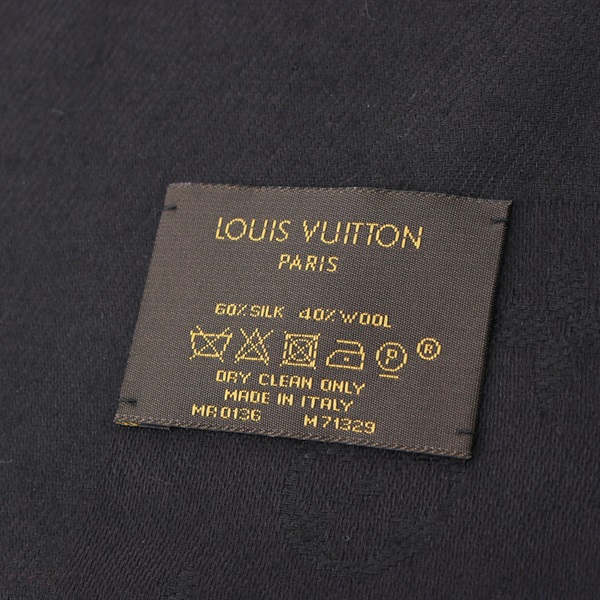 LOUIS VUITTON
PARIS
60% SILK 40% WOOL
P ®
DRY CLEAN ONLY
MADE IN ITALY
MR0136 M71329